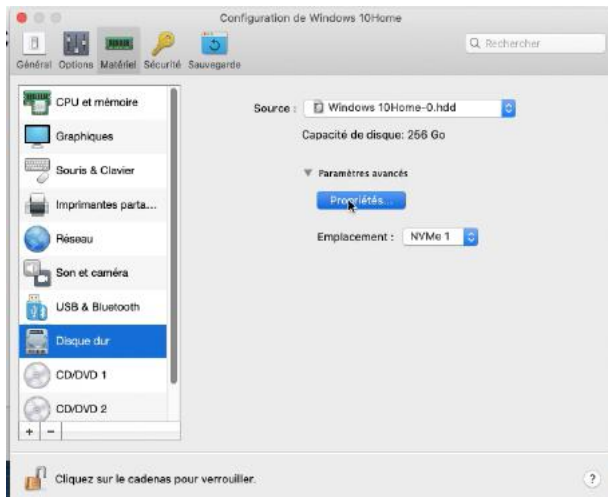 Configuration de Windows 10Home
Général Options Matériel Sécurité Sauvegarde
Rechercher
CPU et mémoire
Graphiques
Souris & Clavier
Imprimantes parta...
Réseau
Son et caméra
USB & Bluetooth
Disque dur
CD/DVD 1
CD/DVD 2
+ -
Source : Windows 10Home-0.hdd
Capacité de disque: 256 Go
Paramètres avancés
Propriétés...
Emplacement : NVMe 1
Cliquez sur le cadenas pour verrouiller.
?